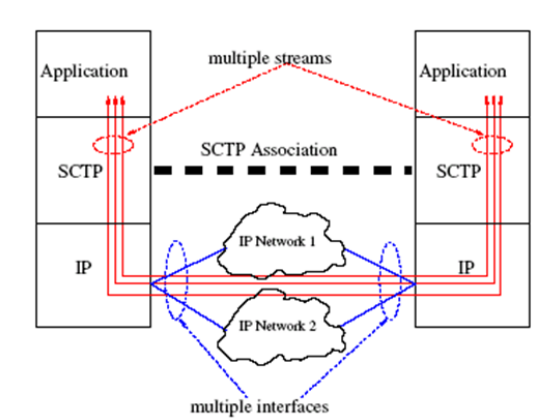 multiple streams
Application
Application
SCTP Association
SCTP
SCTP
IP Network 1
IP
IP
IP Network 2
multiple interfaces